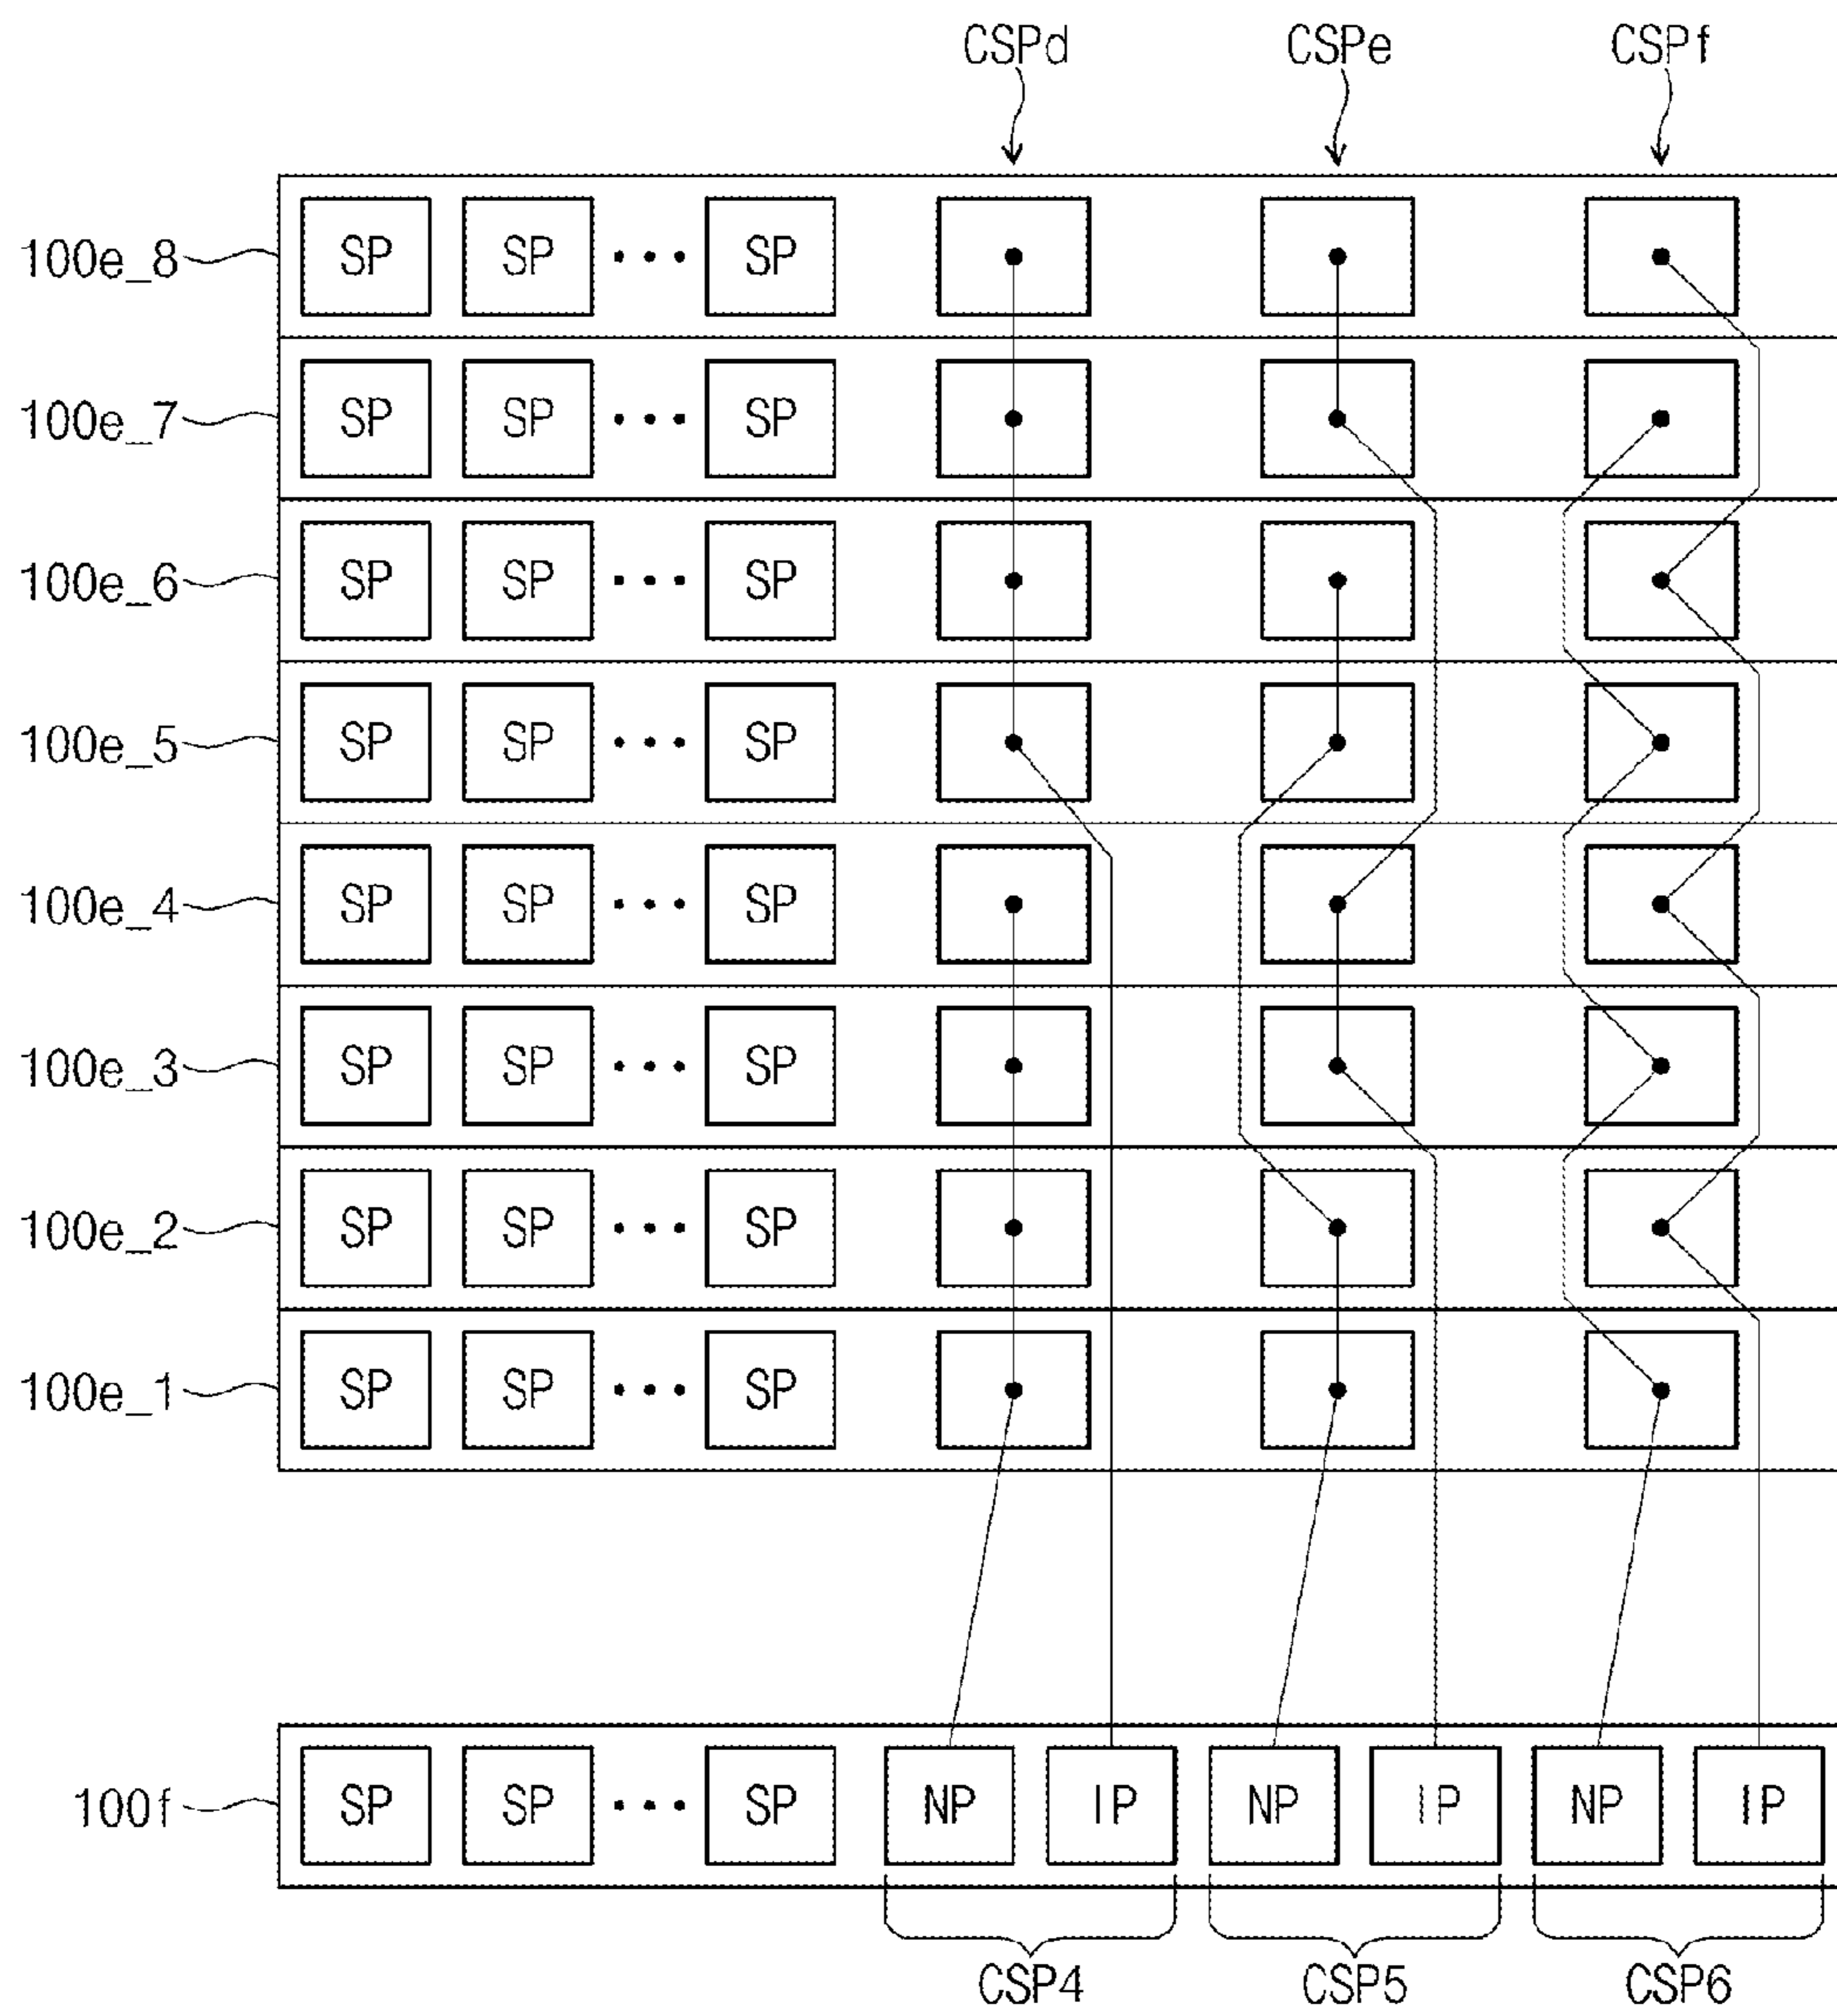 CSPd CSPe CSPf
100e_8 SP SP ••• SP
100e_7 SP SP ••• SP
100e_6 SP SP ••• SP
100e_5 SP SP ••• SP
100e_4 SP SP ••• SP
100e_3 SP SP ••• SP
100e_2 SP SP ••• SP
100e_1 SP SP ••• SP
100f SP SP ••• SP NP IP NP IP NP IP
CSP4 CSP5 CSP6